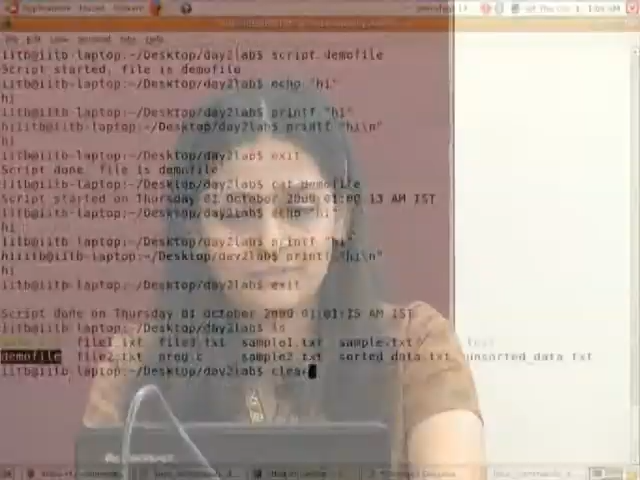 iitb@iitb-laptop:~/Desktop/day2lab$ script demofile
Script started, file is demofile
iitb@iitb-laptop:~/Desktop/day2lab$ echo "hi"
hi
iitb@iitb-laptop:~/Desktop/day2lab$ printf "hi"
hiiitb@iitb-laptop:~/Desktop/day2lab$ printf "hi\n"
hi
iitb@iitb-laptop:~/Desktop/day2lab$ exit
Script done, file is demofile
iitb@iitb-laptop:~/Desktop/day2lab$ cat demofile
Script started on Thursday 01 October 2009 01:00:13 AM IST
iitb@iitb-laptop:~/Desktop/day2lab$ echo "hi"
hi
iitb@iitb-laptop:~/Desktop/day2lab$ printf "hi"
hiiitb@iitb-laptop:~/Desktop/day2lab$ printf "hi\n"
hi
iitb@iitb-laptop:~/Desktop/day2lab$ exit
Script done on Thursday 01 October 2009 01:01:15 AM IST
iitb@iitb-laptop:~/Desktop/day2lab$ ls
file1.txt file3.txt sample1.txt sample.txt
demofile file2.txt prog.c sample2.txt sorted_data.txt unsorted_data.txt
iitb@iitb-laptop:~/Desktop/day2lab$ clear